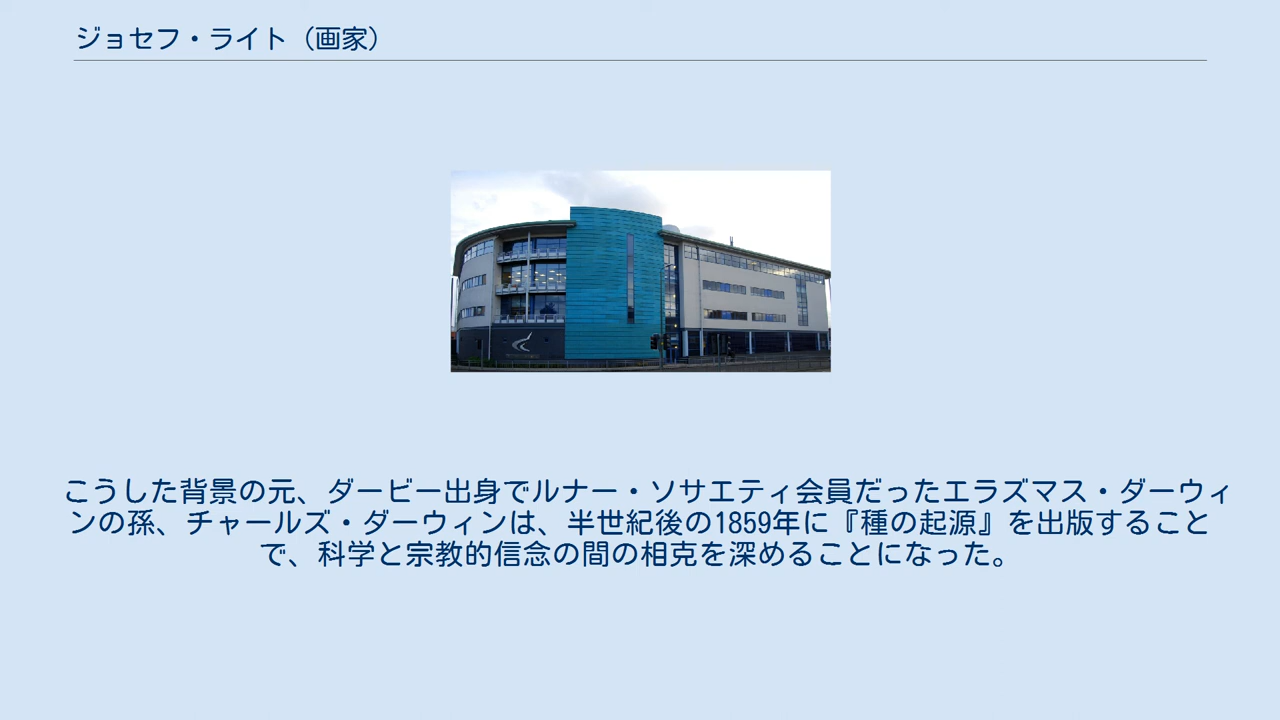 ジョセフ・ライト（画家）
こうした背景の元、ダービー出身でルナー・ソサエティ会員だったエラズマス・ダーウィ
ンの孫、チャールズ・ダーウィンは、半世紀後の1859年に『種の起源』を出版すること
で、科学と宗教的信念の間の相克を深めることになった。